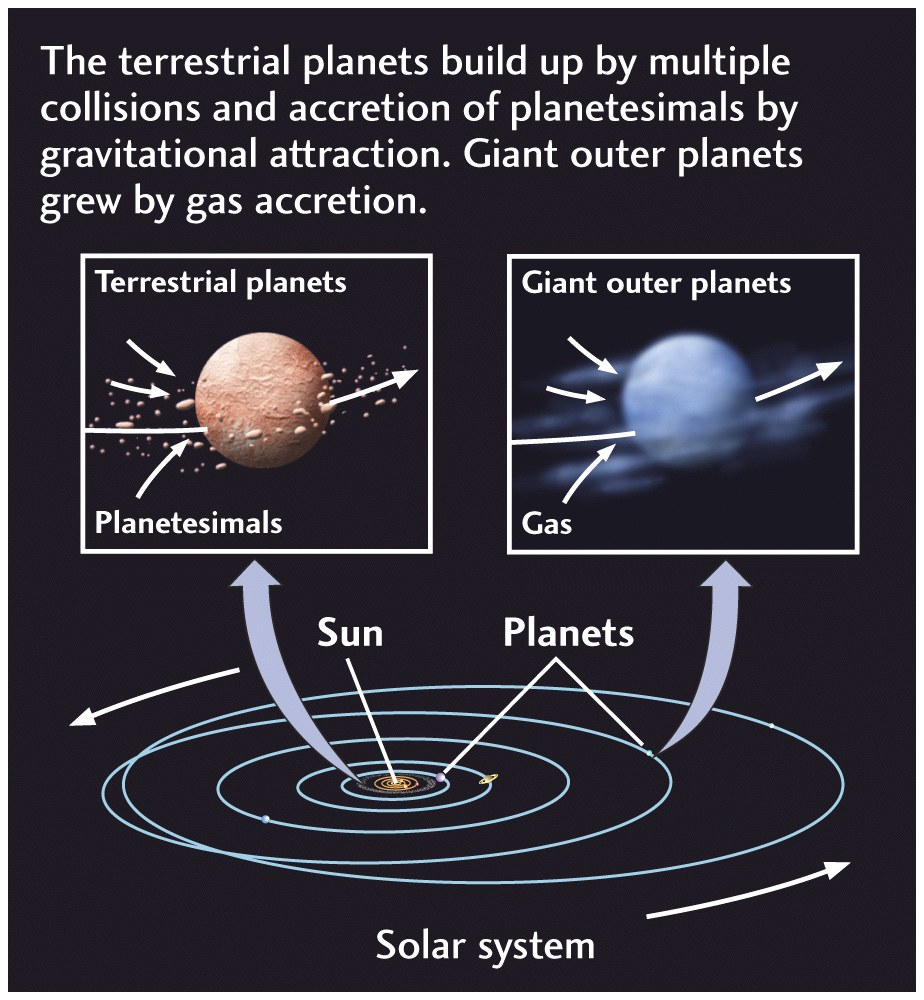 The terrestrial planets build up by multiple
collisions and accretion of planetesimals by
gravitational attraction. Giant outer planets
grew by gas accretion.
Terrestrial planets
Planetesimals
Giant outer planets
Gas
Sun
Planets
Solar system